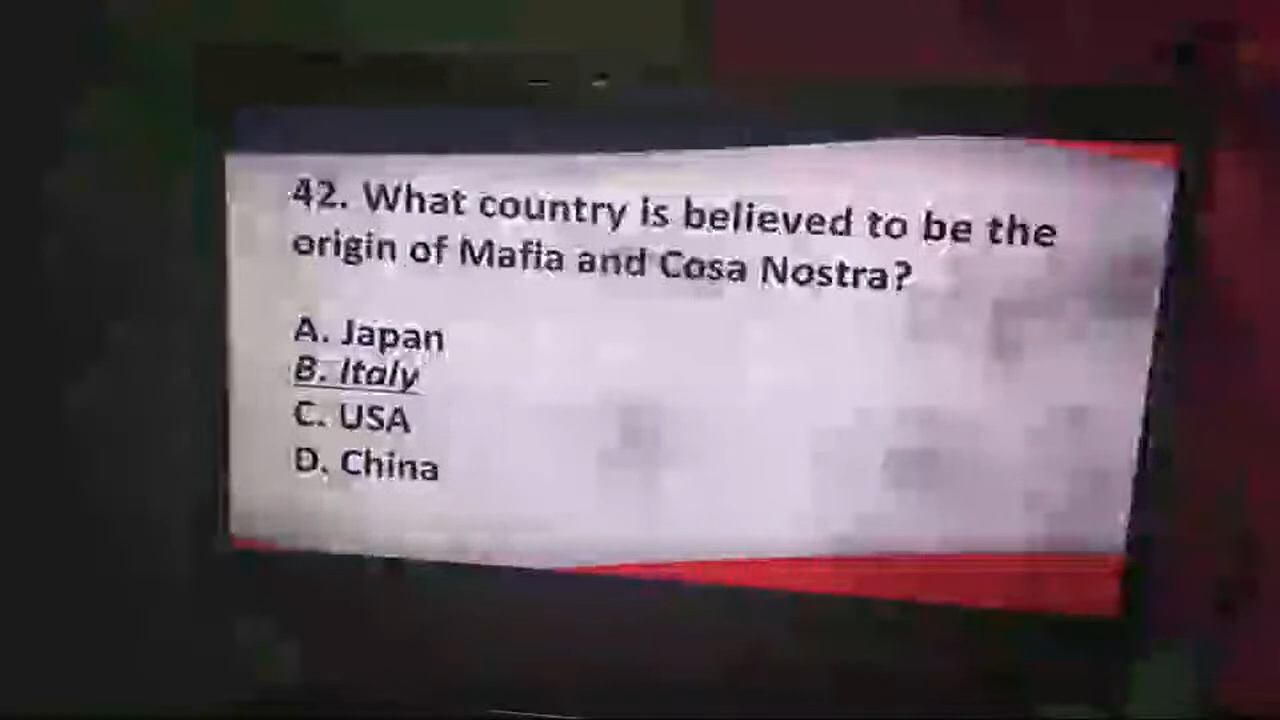 42. What country is believed to be the
origin of Mafia and Cosa Nostra?
A. Japan
B. Italy
C. USA
D. China